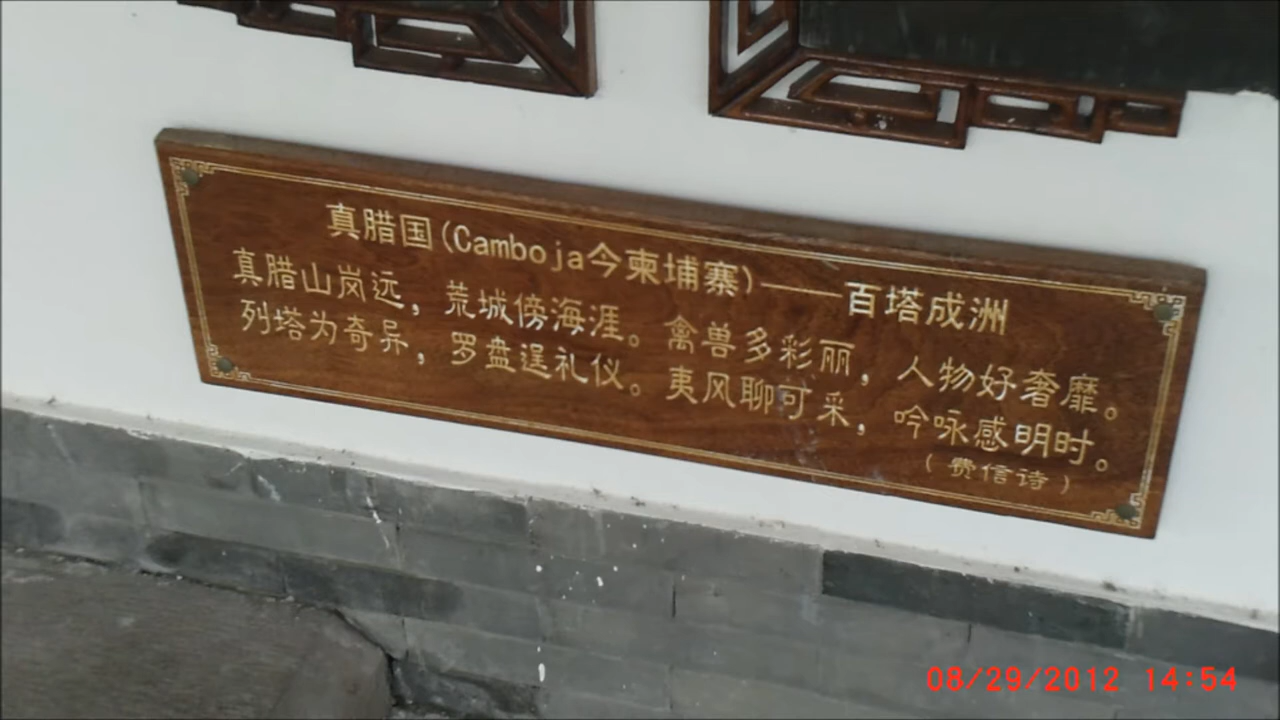 真腊国(Camboja今柬埔寨)——百塔成洲
真腊山岚远，荒城傍海涯。禽兽多彩丽，人物好奢靡。
列塔为奇异，罗盘逞礼仪。夷风聊可采，吟咏感明时。
(费信诗)
08/29/2012 14:54